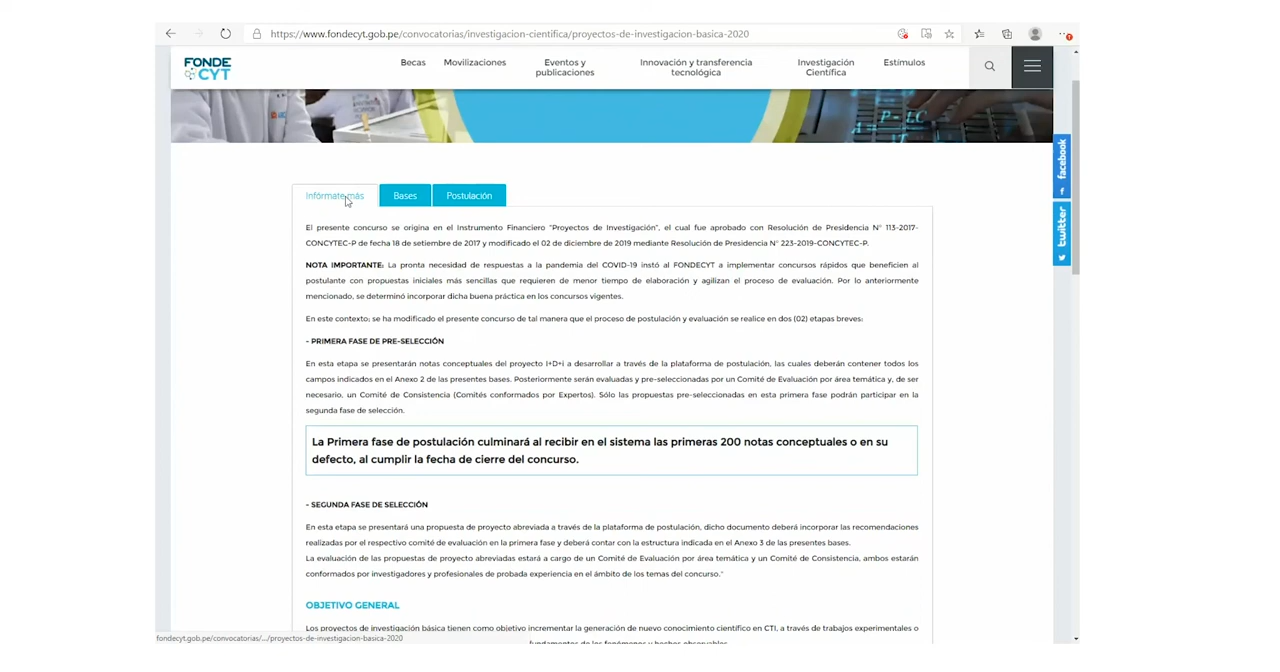 https://www.fondecyt.gob.pe/convocatorias/investigacion-cientifica/proyectos-de-investigacion-basica-2020
FONDE
CYT
Becas
Movilizaciones
Eventos y
publicaciones
Innovación y transferencia
tecnológica
Investigación
Científica
Estímulos
facebook
twitter
Infórmate más
Bases
Postulación
El presente concurso se origina en el Instrumento Financiero "Proyectos de Investigación", el cual fue aprobado con Resolución de Presidencia N° 113-2017-
CONCYTEC-P de fecha 18 de setiembre de 2017 y modificado el 02 de diciembre de 2019 mediante Resolución de Presidencia N° 223-2019-CONCYTEC-P.
NOTA IMPORTANTE: La pronta necesidad de respuestas a la pandemia del COVID-19 instó al FONDECYT a implementar concursos rápidos que beneficien al
postulante con propuestas iniciales más sencillas que requieren de menor tiempo de elaboración y agilizan el proceso de evaluación. Por lo anteriormente
mencionado, se determinó incorporar dicha buena práctica en los concursos vigentes.
En este contexto; se ha modificado el presente concurso de tal manera que el proceso de postulación y evaluación se realice en dos (02) etapas breves:
- PRIMERA FASE DE PRE-SELECCIÓN
En esta etapa se presentarán notas conceptuales del proyecto I+D+i a desarrollar a través de la plataforma de postulación, las cuales deberán contener todos los
campos indicados en el Anexo 2 de las presentes bases. Posteriormente serán evaluadas y pre-seleccionadas por un Comité de Evaluación por área temática y, de ser
necesario, un Comité de Consistencia (Comités conformados por Expertos). Sólo las propuestas pre-seleccionadas en esta primera fase podrán participar en la
segunda fase de selección.
La Primera fase de postulación culminará al recibir en el sistema las primeras 200 notas conceptuales o en su
defecto, al cumplir la fecha de cierre del concurso.
- SEGUNDA FASE DE SELECCIÓN
En esta etapa se presentará una propuesta de proyecto abreviada a través de la plataforma de postulación, dicho documento deberá incorporar las recomendaciones
realizadas por el respectivo comité de evaluación en la primera fase y deberá contar con la estructura indicada en el Anexo 3 de las presentes bases.
La evaluación de las propuestas de proyecto abreviadas estará a cargo de un Comité de Evaluación por área temática y un Comité de Consistencia, ambos estarán
conformados por investigadores y profesionales de probada experiencia en el ámbito de los temas del concurso."
OBJETIVO GENERAL
Los proyectos de investigación básica tienen como objetivo incrementar la generación de nuevo conocimiento científico en CTI, a través de trabajos experimentales o
fundamentos de los fenómenos y hechos observables.
fondecyt.gob.pe/convocatorias/.../proyectos-de-investigacion-basica-2020